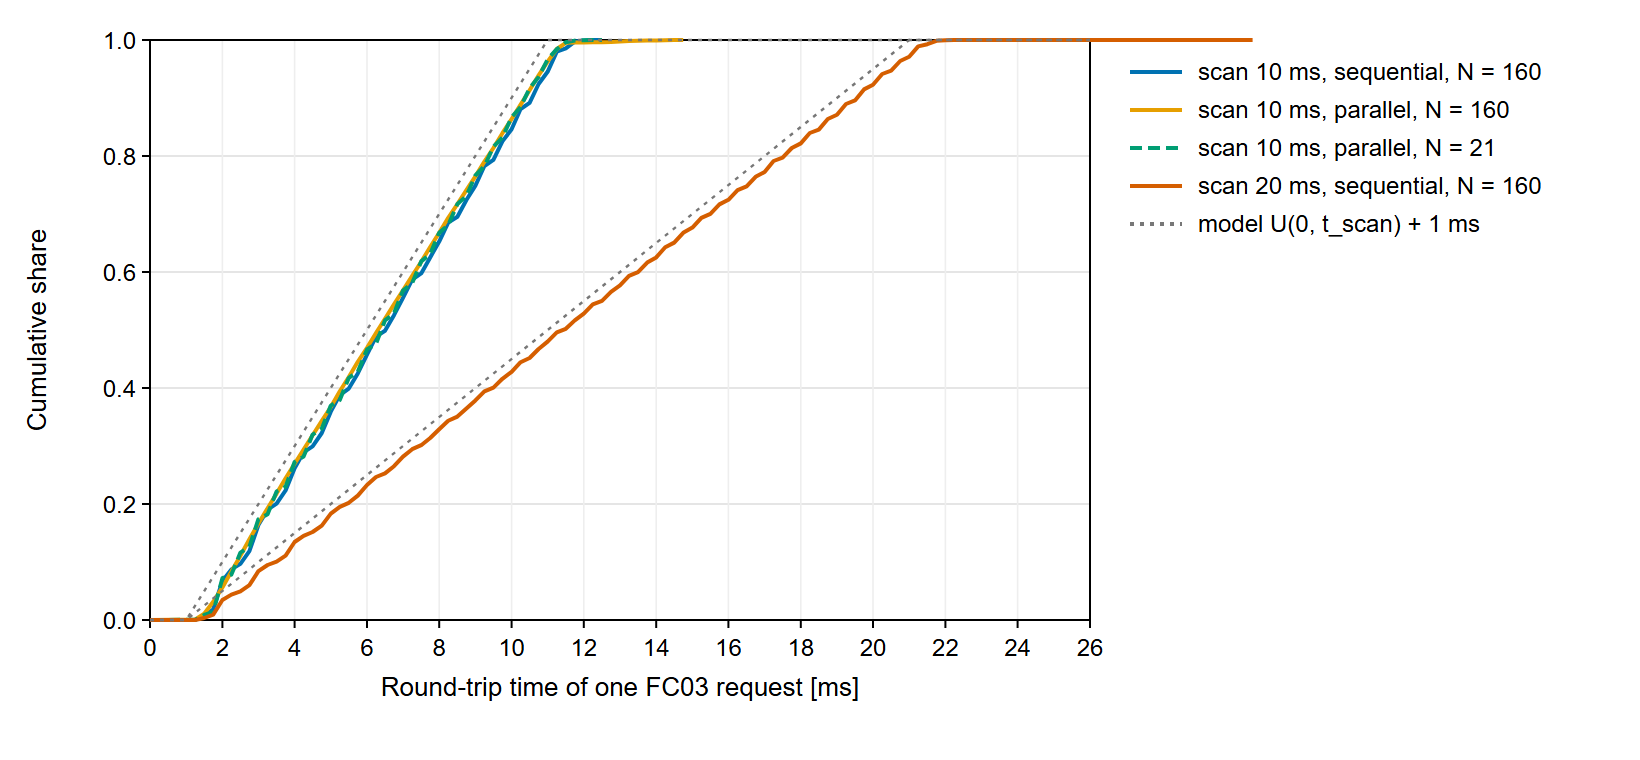 1.0
0.8
0.6
0.4
0.2
0.0
Cumulative share
0 2 4 6 8 10 12 14 16 18 20 22 24 26
Round-trip time of one FC03 request [ms]
scan 10 ms, sequential, N = 160
scan 10 ms, parallel, N = 160
scan 10 ms, parallel, N = 21
scan 20 ms, sequential, N = 160
model U(0, t_scan) + 1 ms